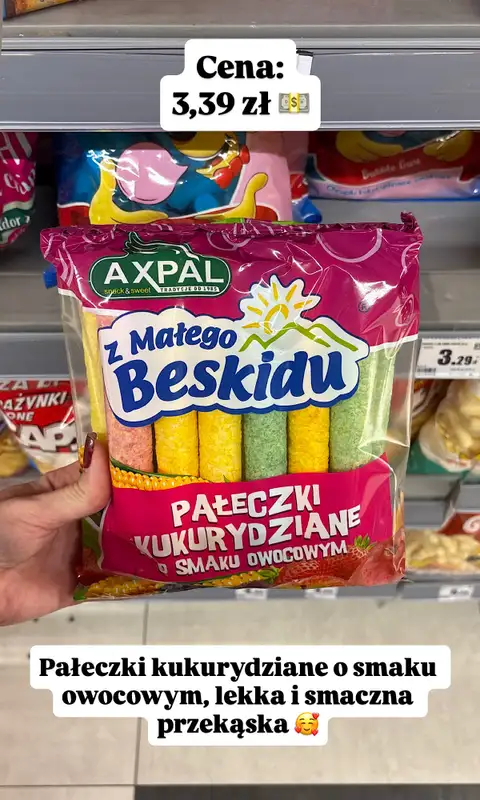 Cena:
3,39 zł 💵
AXPAL
snack & sweet TRADYCJE OD 1985
z Małego
Beskidu
3.29
PAŁECZKI
KUKURYDZIANE
O SMAKU OWOCOWYM
Pałeczki kukurydziane o smaku
owocowym, lekka i smaczna
przekąska 🥰